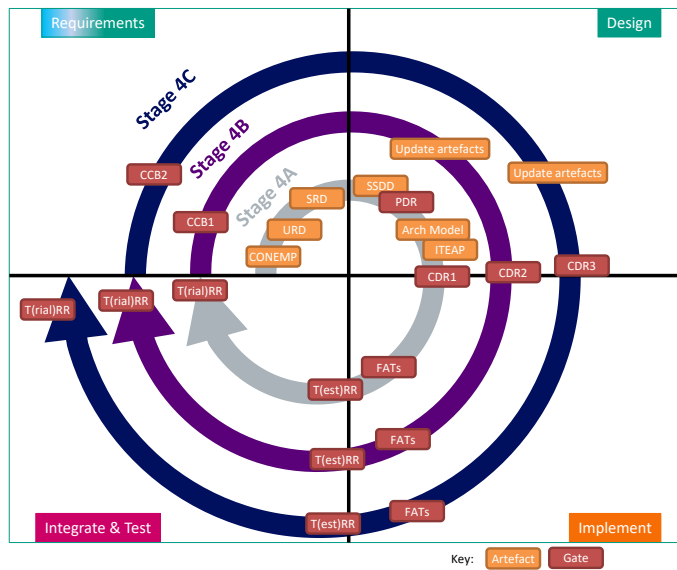 Requirements
Design
Stage 4C
Stage 4B
Stage 4A
Update artefacts
Update artefacts
CCB2
SSDD
SRD
PDR
CCB1
URD
Arch Model
CONEMP
ITEAP
CDR1
CDR2
CDR3
T(rial)RR
T(rial)RR
T(rial)RR
FATs
T(est)RR
FATs
T(est)RR
FATs
T(est)RR
Integrate & Test
Implement
Key:
Artefact
Gate